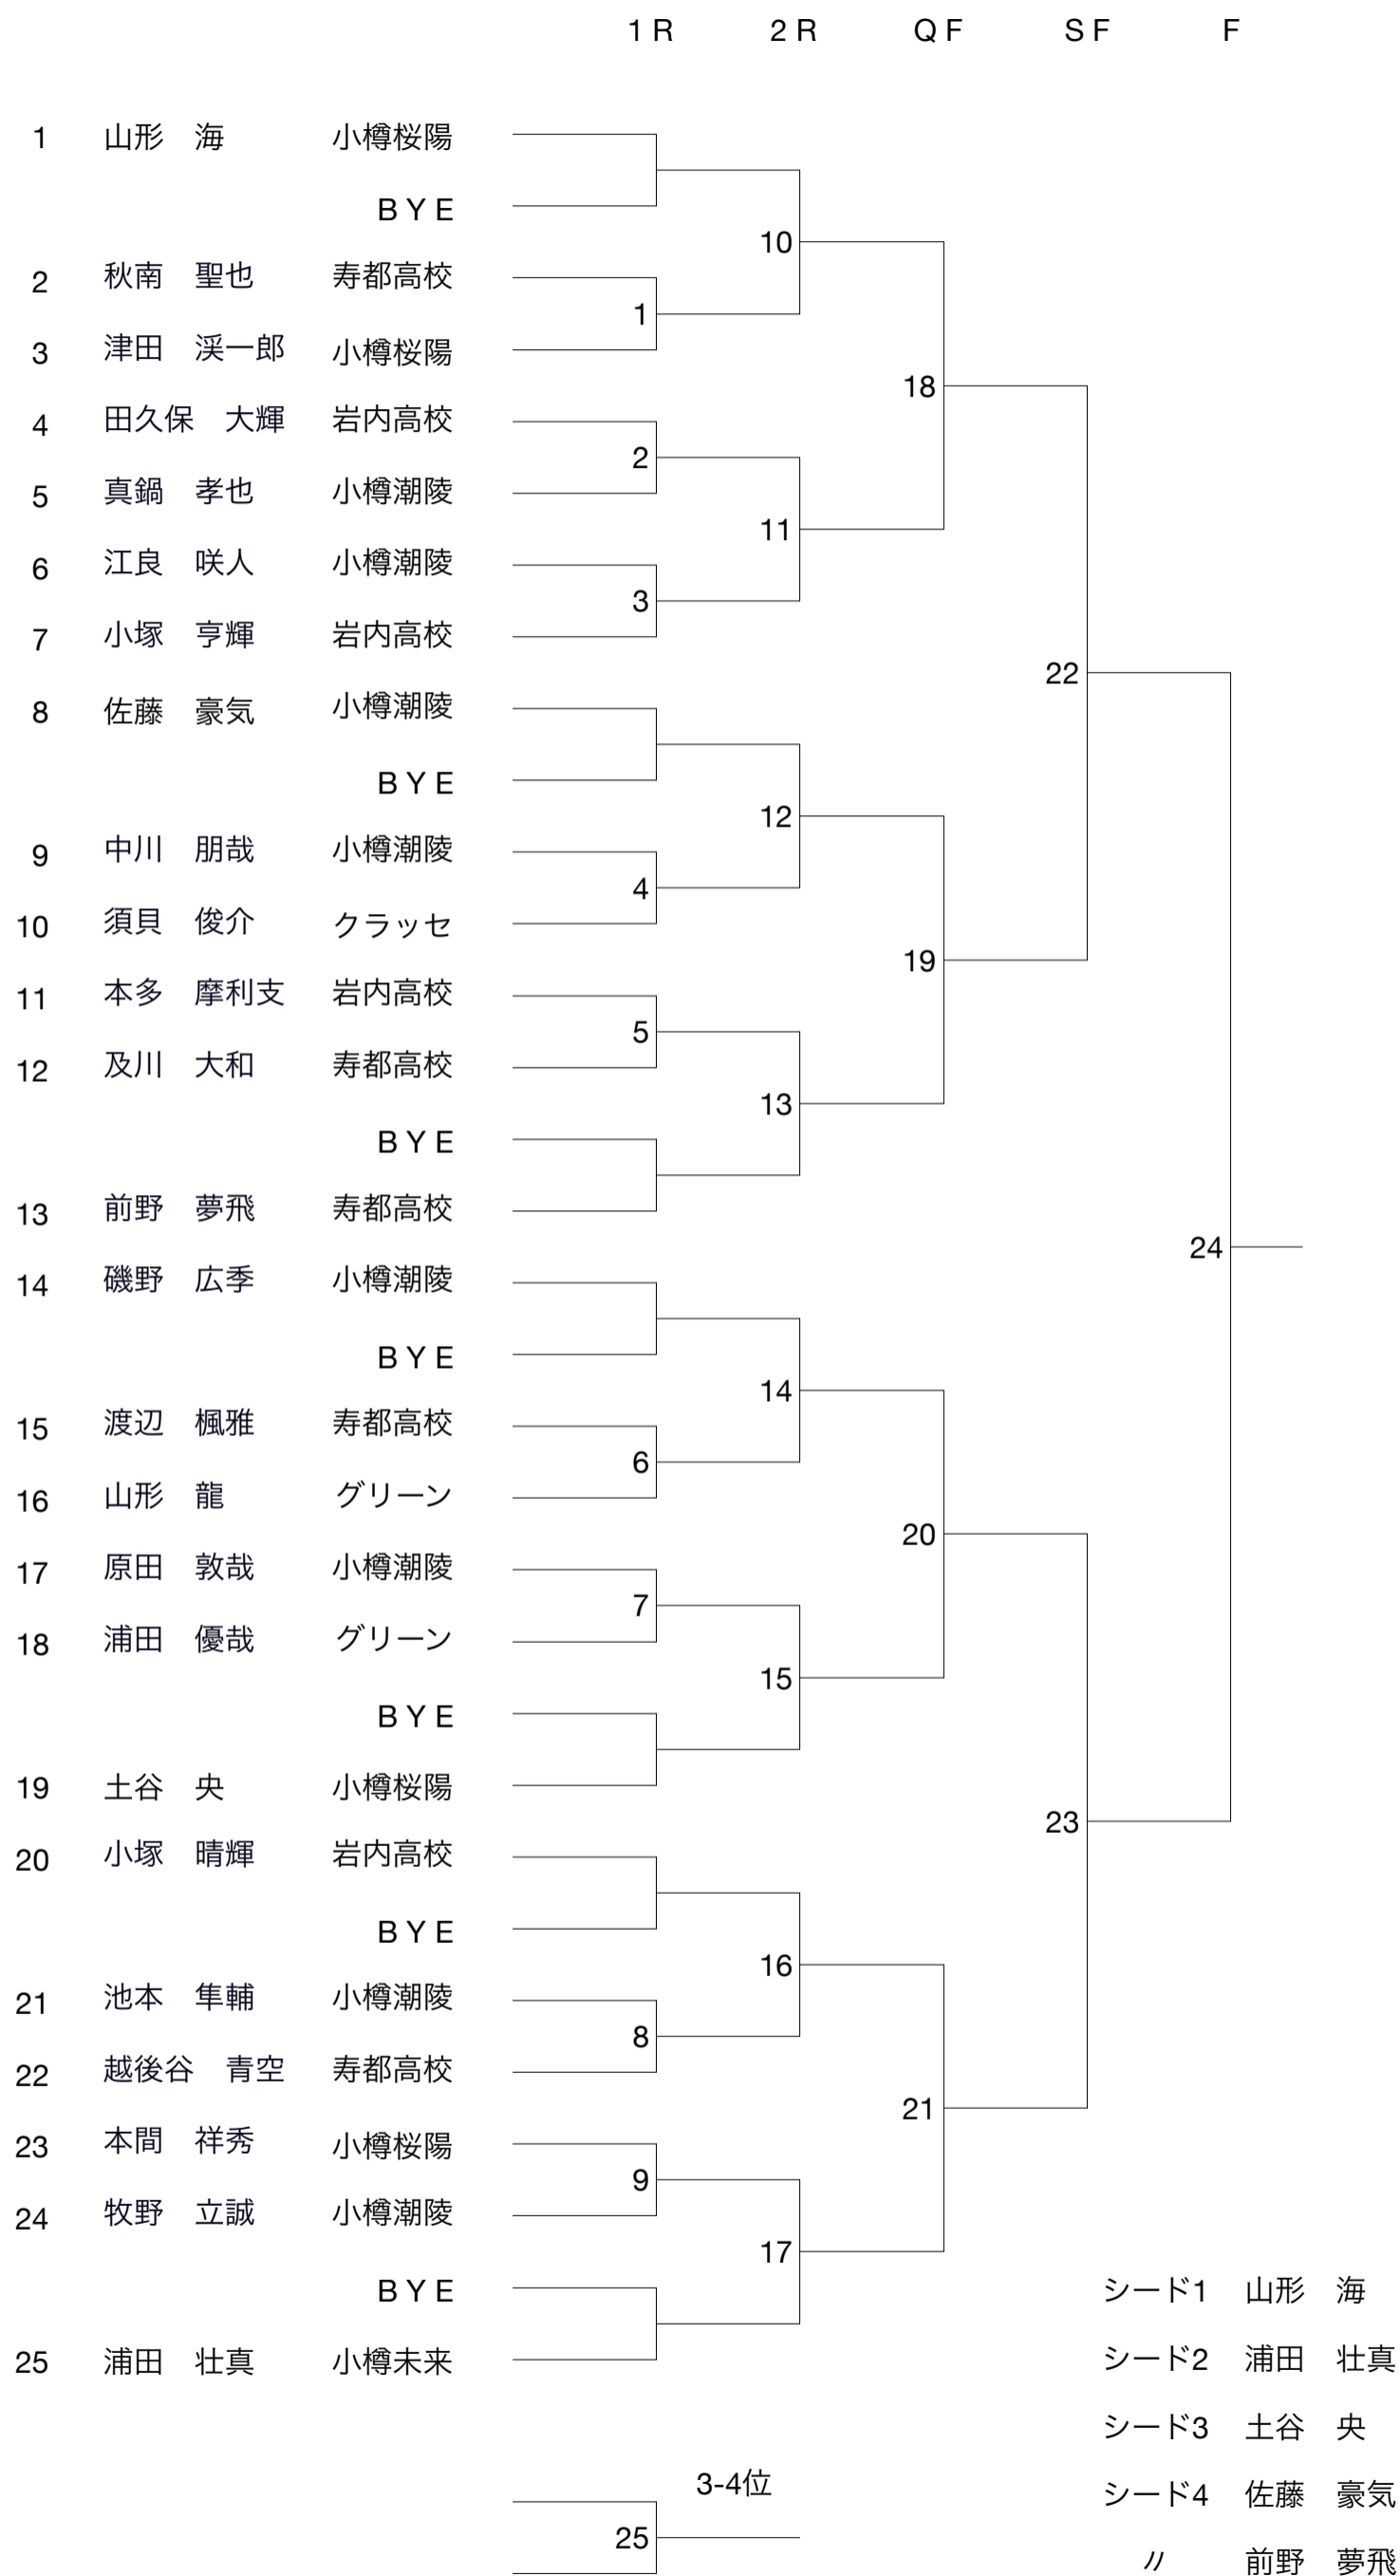 1 R 2 R Q F S F F
1 山形 海 小樽桜陽
B Y E
10
2 秋南 聖也 寿都高校
1
3 津田 渓一郎 小樽桜陽
18
4 田久保 大輝 岩内高校
2
5 真鍋 孝也 小樽潮陵
11
6 江良 咲人 小樽潮陵
3
7 小塚 亨輝 岩内高校
22
8 佐藤 豪気 小樽潮陵
B Y E
12
9 中川 朋哉 小樽潮陵
4
10 須貝 俊介 クラッセ
19
11 本多 摩利支 岩内高校
5
12 及川 大和 寿都高校
13
B Y E
13 前野 夢飛 寿都高校
24
14 磯野 広季 小樽潮陵
B Y E
14
15 渡辺 楓雅 寿都高校
6
16 山形 龍 グリーン
20
17 原田 敦哉 小樽潮陵
7
18 浦田 優哉 グリーン
15
B Y E
19 土谷 央 小樽桜陽
23
20 小塚 晴輝 岩内高校
B Y E
16
21 池本 隼輔 小樽潮陵
8
22 越後谷 青空 寿都高校
21
23 本間 祥秀 小樽桜陽
9
24 牧野 立誠 小樽潮陵
17
B Y E
シード1 山形 海
25 浦田 壮真 小樽未来
シード2 浦田 壮真
シード3 土谷 央
3-4位
シード4 佐藤 豪気
25
〃 前野 夢飛